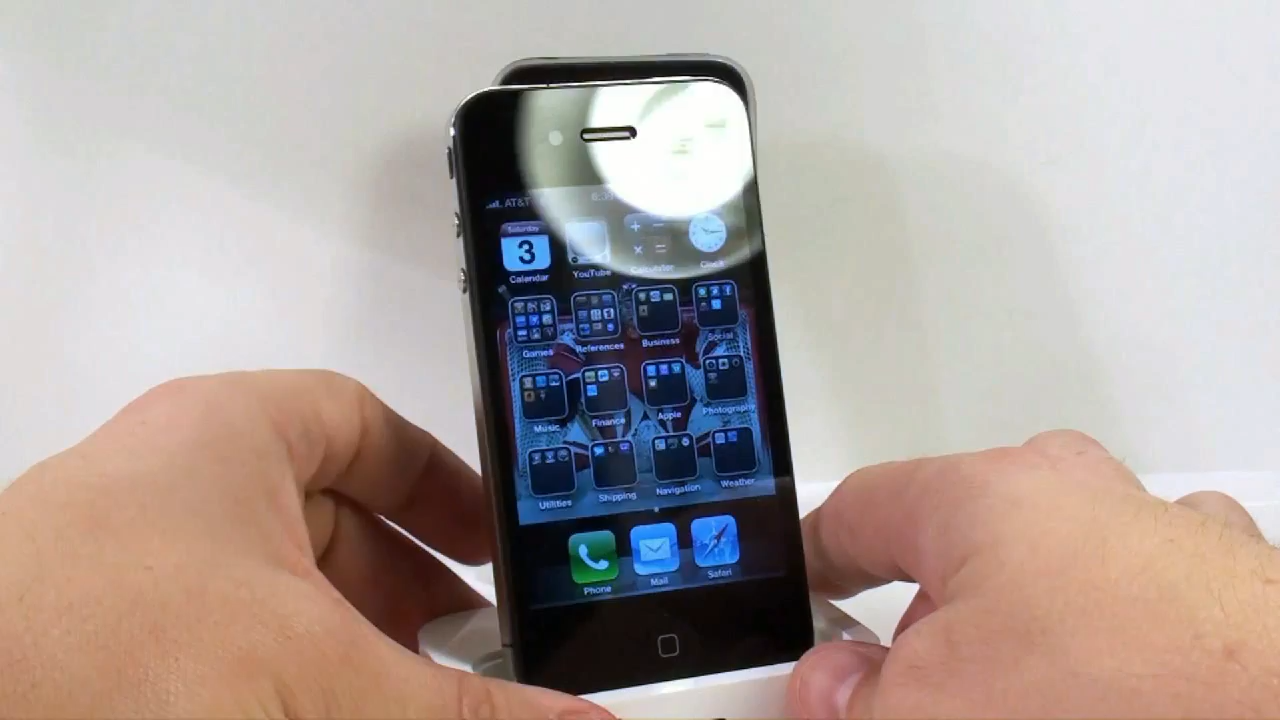 AT&T
Saturday
3
Calendar YouTube Calculator Clock
Games References Business Social
Music Finance Apple Photography
Utilities Shipping Navigation Weather
Phone Mail Safari